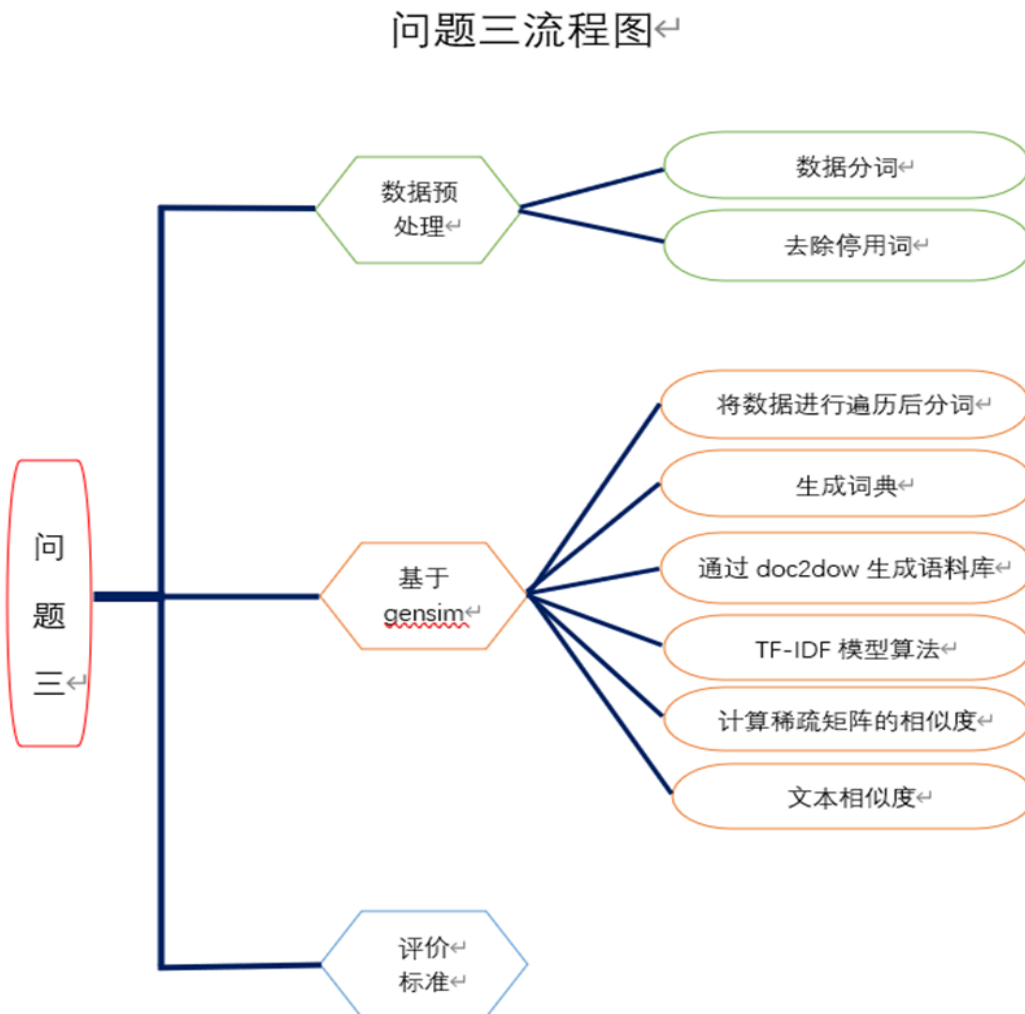 问题三流程图
数据预
处理
数据分词
去除停用词
问
题
三
基于
gensim
将数据进行遍历后分词
生成词典
通过 doc2dow 生成语料库
TF-IDF 模型算法
计算稀疏矩阵的相似度
文本相似度
评价
标准